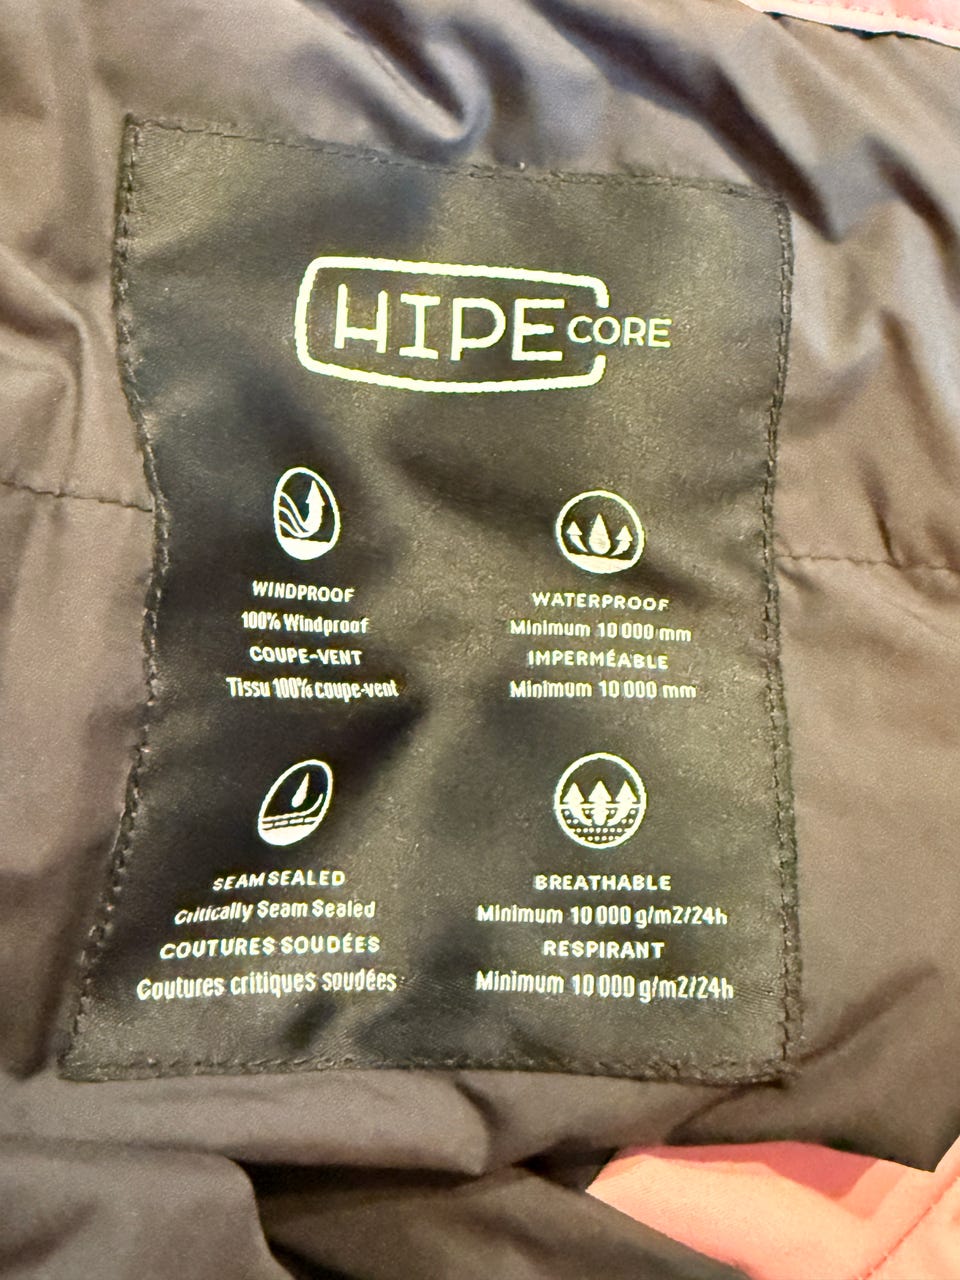 HIPE CORE
WINDPROOF
100% Windproof
COUPE-VENT
Tissu 100% coupe-vent
WATERPROOF
Minimum 10 000 mm
IMPERMÉABLE
Minimum 10 000 mm
SEAM SEALED
Critically Seam Sealed
COUTURES SOUDÉES
Coutures critiques soudées
BREATHABLE
Minimum 10 000 g/m2/24h
RESPIRANT
Minimum 10 000 g/m2/24h